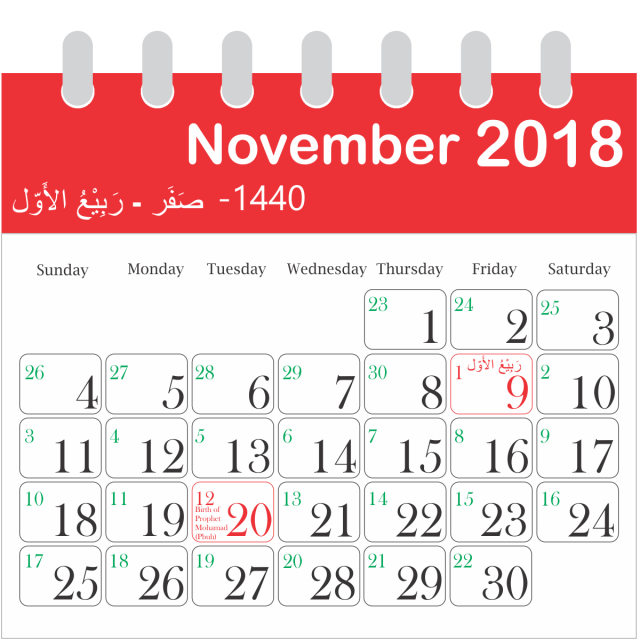 November 2018
صَفَر - رَبِيْعُ الأَوّل -1440
Sunday Monday Tuesday Wednesday Thursday Friday Saturday
23 1 24 2 25 3
26 4 27 5 28 6 29 7 30 8 1 رَبِيْعُ الأَوّل 9 2 10
3 11 4 12 5 13 6 14 7 15 8 16 9 17
10 18 11 19 12 Birth of Prophet Mohamad (Pbuh) 20 13 21 14 22 15 23 16 24
17 25 18 26 19 27 20 28 21 29 22 30